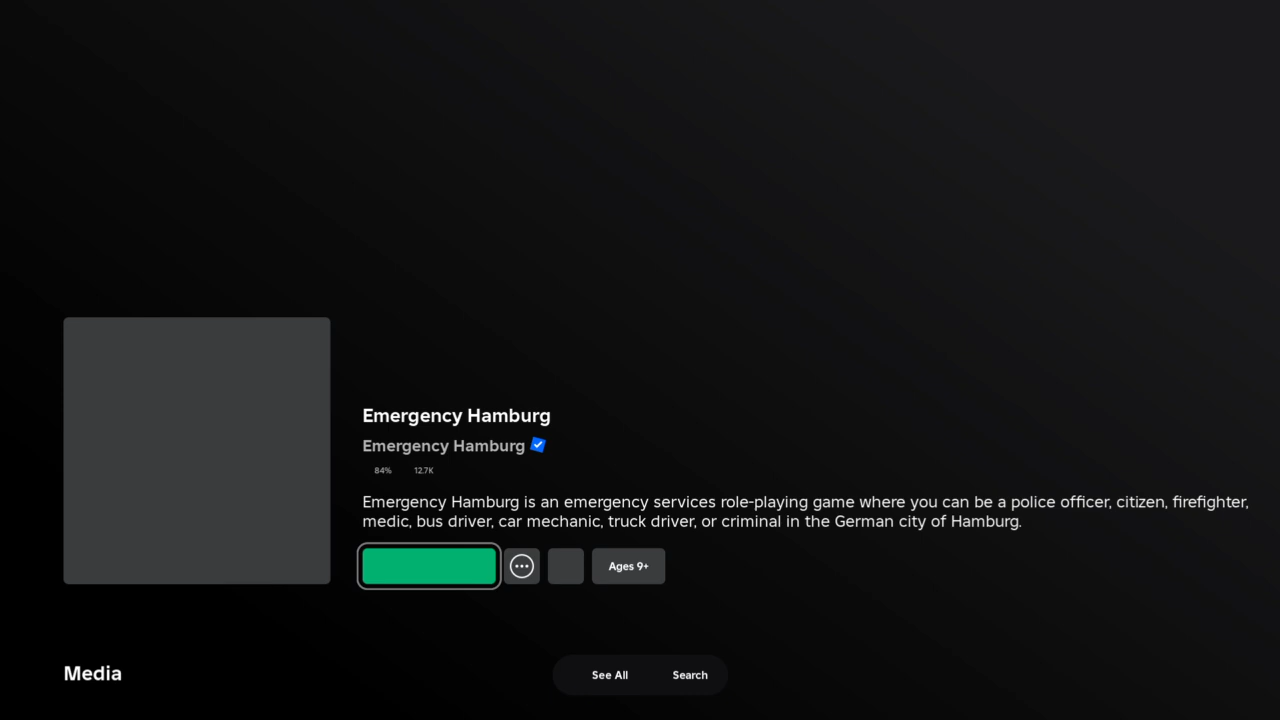 Emergency Hamburg
Emergency Hamburg
84% 12.7K
Emergency Hamburg is an emergency services role-playing game where you can be a police officer, citizen, firefighter,
medic, bus driver, car mechanic, truck driver, or criminal in the German city of Hamburg.
Ages 9+
Media
See All Search